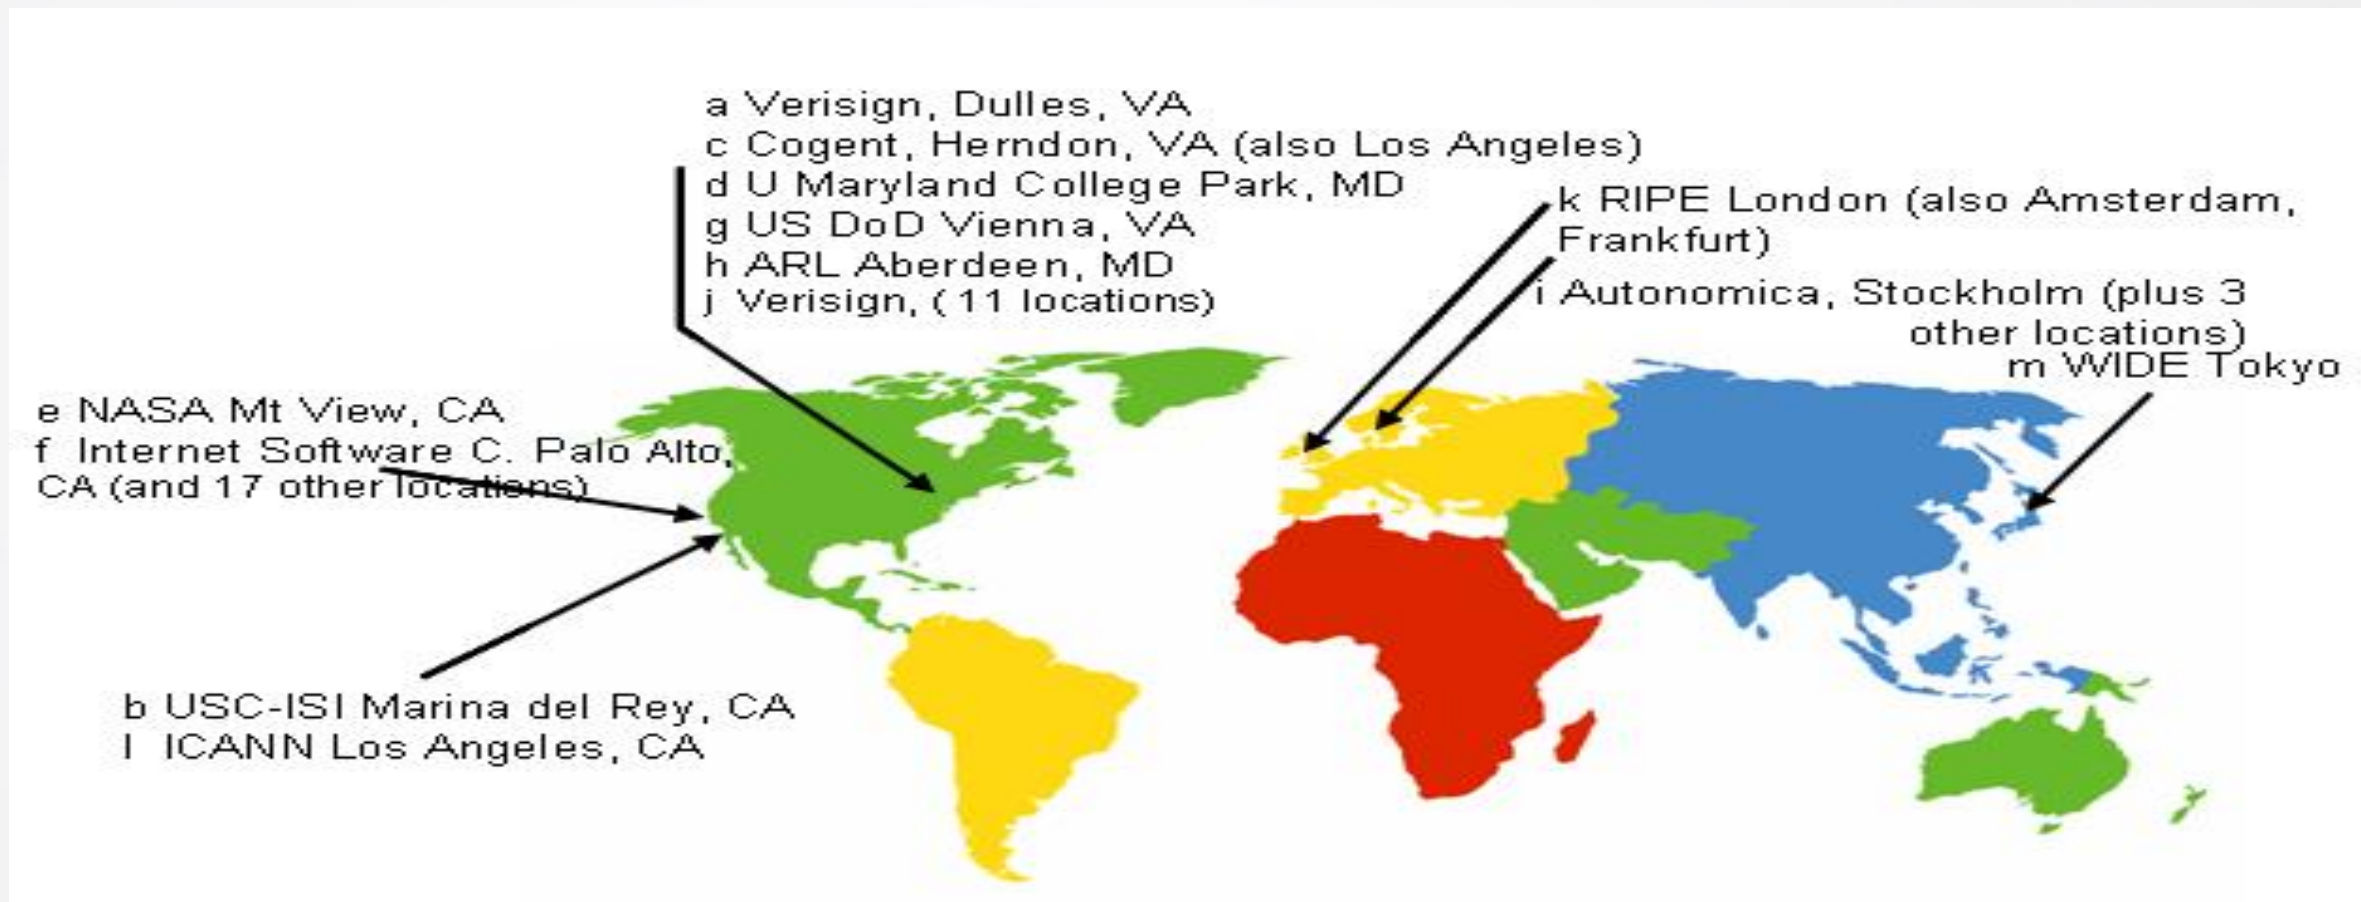 a Verisign, Dulles, VA
c Cogent, Herndon, VA (also Los Angeles)
d U Maryland College Park, MD
g US DoD Vienna, VA
h ARL Aberdeen, MD
j Verisign, ( 11 locations)
k RIPE London (also Amsterdam,
Frankfurt)
i Autonomica, Stockholm (plus 3
other locations)
m WIDE Tokyo
e NASA Mt View, CA
f Internet Software C. Palo Alto,
CA (and 17 other locations)
b USC-ISI Marina del Rey, CA
l ICANN Los Angeles, CA